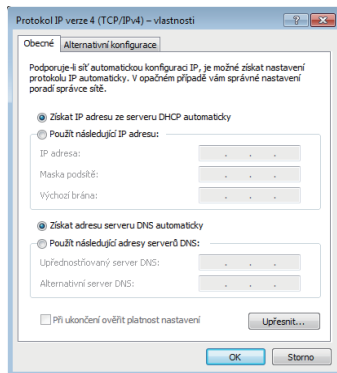 Protokol IP verze 4 (TCP/IPv4) – vlastnosti
Obecné Alternativní konfigurace
Podporuje-li síť automatickou konfiguraci IP, je možné získat nastavení
protokolu IP automaticky. V opačném případě vám správné nastavení
poradí správce sítě.
Získat IP adresu ze serveru DHCP automaticky
Použít následující IP adresu:
IP adresa:
Maska podsítě:
Výchozí brána:
Získat adresu serveru DNS automaticky
Použít následující adresy serverů DNS:
Upřednostňovaný server DNS:
Alternativní server DNS:
Při ukončení ověřit platnost nastavení
Upřesnit...
OK Storno